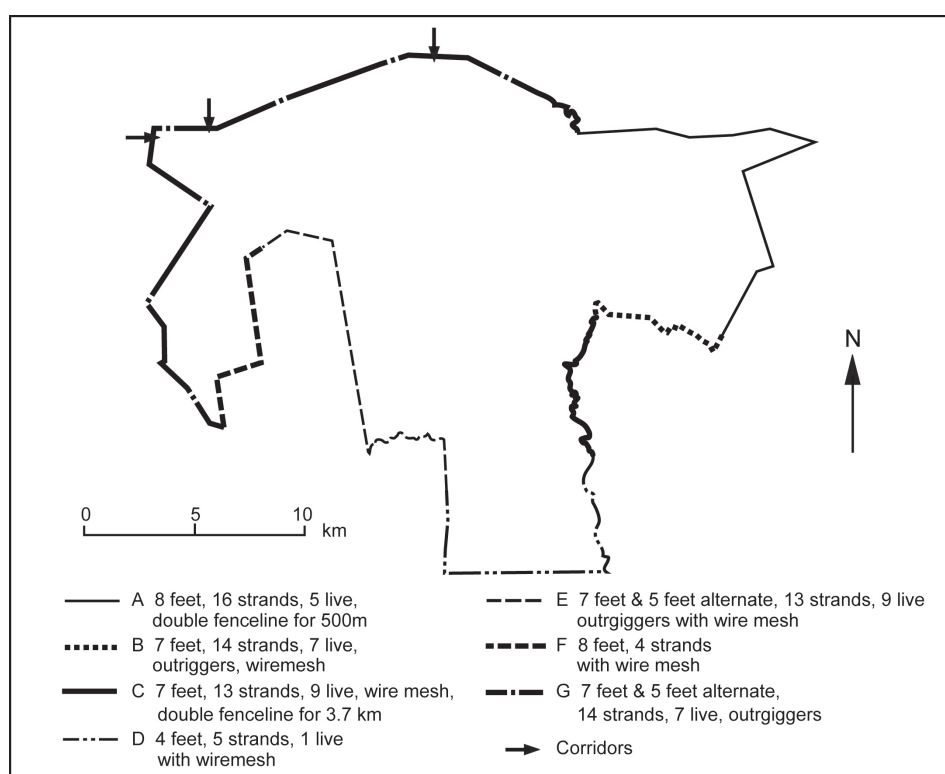 N
0 5 10
km
A 8 feet, 16 strands, 5 live,
double fenceline for 500m
B 7 feet, 14 strands, 7 live,
outriggers, wiremesh
C 7 feet, 13 strands, 9 live, wire mesh,
double fenceline for 3.7 km
D 4 feet, 5 strands, 1 live
with wiremesh
E 7 feet & 5 feet alternate, 13 strands, 9 live
outrgiggers with wire mesh
F 8 feet, 4 strands
with wire mesh
G 7 feet & 5 feet alternate,
14 strands, 7 live, outrgiggers
Corridors